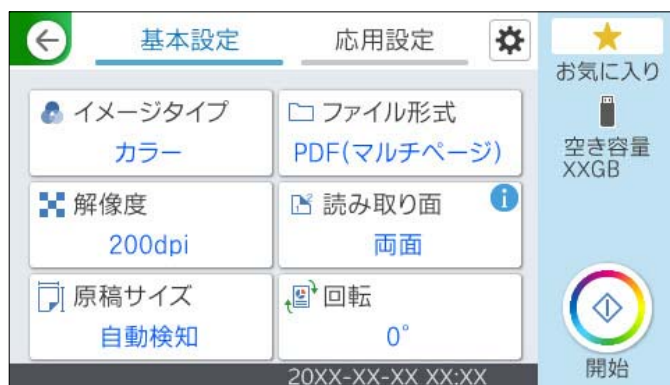 基本設定
応用設定
お気に入り
イメージタイプ
カラー
ファイル形式
PDF(マルチページ)
空き容量
XXGB
解像度
200dpi
読み取り面
両面
原稿サイズ
自動検知
回転
0°
開始
20XX-XX-XX XX:XX